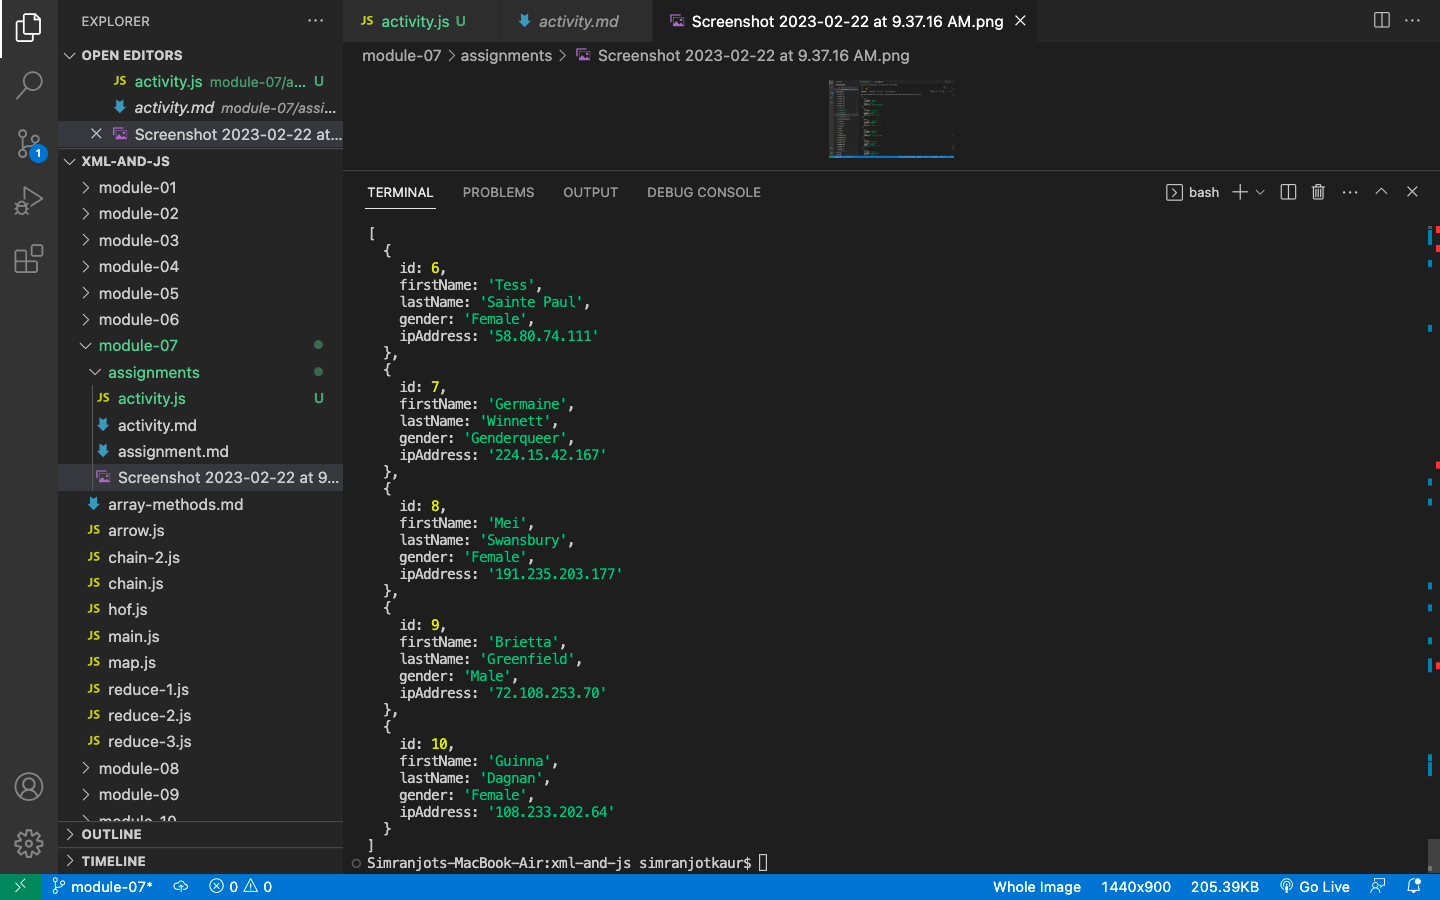 EXPLORER
OPEN EDITORS
JS activity.js module-07/a... U
activity.md module-07/assi...
Screenshot 2023-02-22 at...
XML-AND-JS
module-01
module-02
module-03
module-04
module-05
module-06
module-07
assignments
JS activity.js U
activity.md
assignment.md
Screenshot 2023-02-22 at 9...
array-methods.md
JS arrow.js
JS chain-2.js
JS chain.js
JS hof.js
JS main.js
JS map.js
JS reduce-1.js
JS reduce-2.js
JS reduce-3.js
module-08
module-09
module-10
OUTLINE
TIMELINE
1
JS activity.js U
activity.md
Screenshot 2023-02-22 at 9.37.16 AM.png
module-07 > assignments > Screenshot 2023-02-22 at 9.37.16 AM.png
TERMINAL PROBLEMS OUTPUT DEBUG CONSOLE
bash
[
{
id: 6,
firstName: 'Tess',
lastName: 'Sainte Paul',
gender: 'Female',
ipAddress: '58.80.74.111'
},
{
id: 7,
firstName: 'Germaine',
lastName: 'Winnett',
gender: 'Genderqueer',
ipAddress: '224.15.42.167'
},
{
id: 8,
firstName: 'Mei',
lastName: 'Swansbury',
gender: 'Female',
ipAddress: '191.235.203.177'
},
{
id: 9,
firstName: 'Brietta',
lastName: 'Greenfield',
gender: 'Male',
ipAddress: '72.108.253.70'
},
{
id: 10,
firstName: 'Guinna',
lastName: 'Dagnan',
gender: 'Female',
ipAddress: '108.233.202.64'
}
]
Simranjots-MacBook-Air:xml-and-js simranjotkaur$
module-07* 0 0 Whole Image 1440x900 205.39KB Go Live